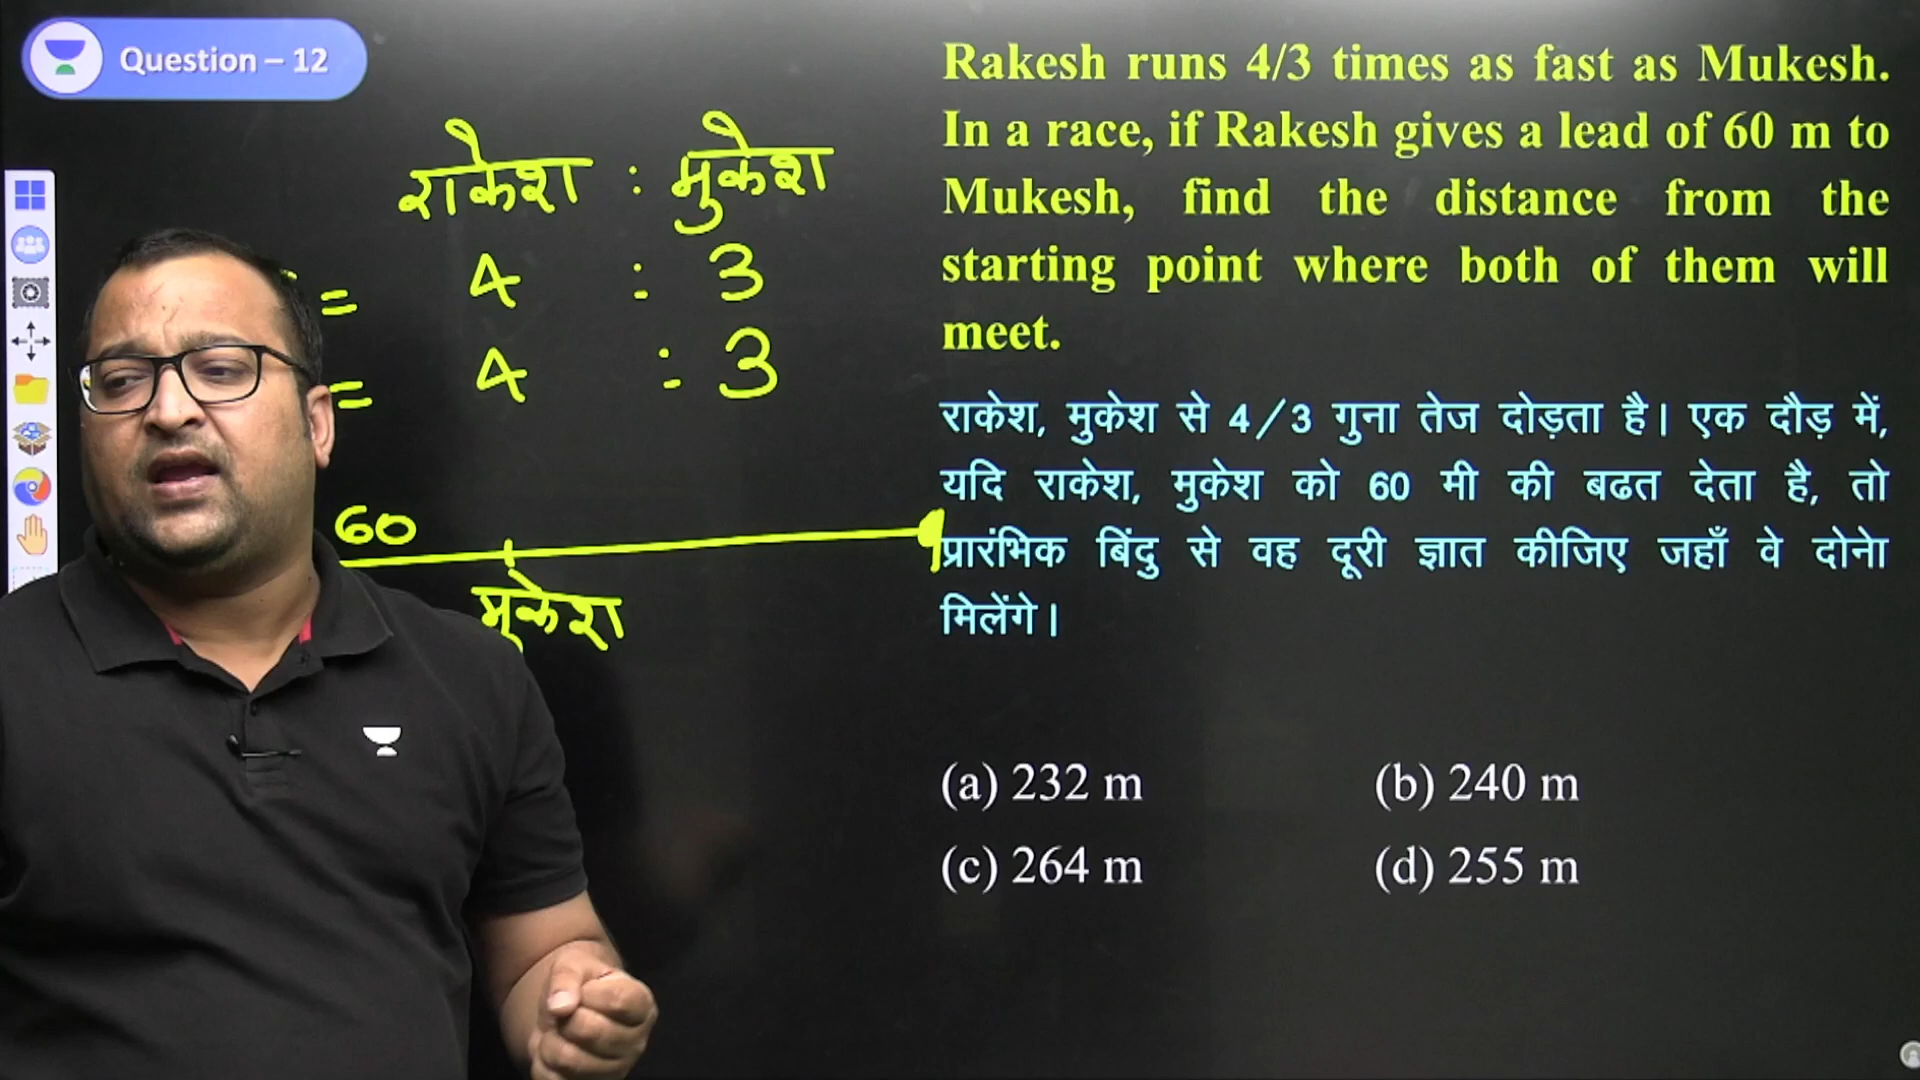 Question – 12
Rakesh runs 4/3 times as fast as Mukesh.
In a race, if Rakesh gives a lead of 60 m to
Mukesh, find the distance from the
starting point where both of them will
meet.
राकेश, मुकेश से 4/3 गुना तेज दोड़ता है। एक दौड़ में,
यदि राकेश, मुकेश को 60 मी की बढत देता है, तो
प्रारंभिक बिंदु से वह दूरी ज्ञात कीजिए जहाँ वे दोनेा
मिलेंगे।
(a) 232 m (b) 240 m
(c) 264 m (d) 255 m
राकेश : मुकेश
= 4 : 3
= 4 : 3
60
मुकेश